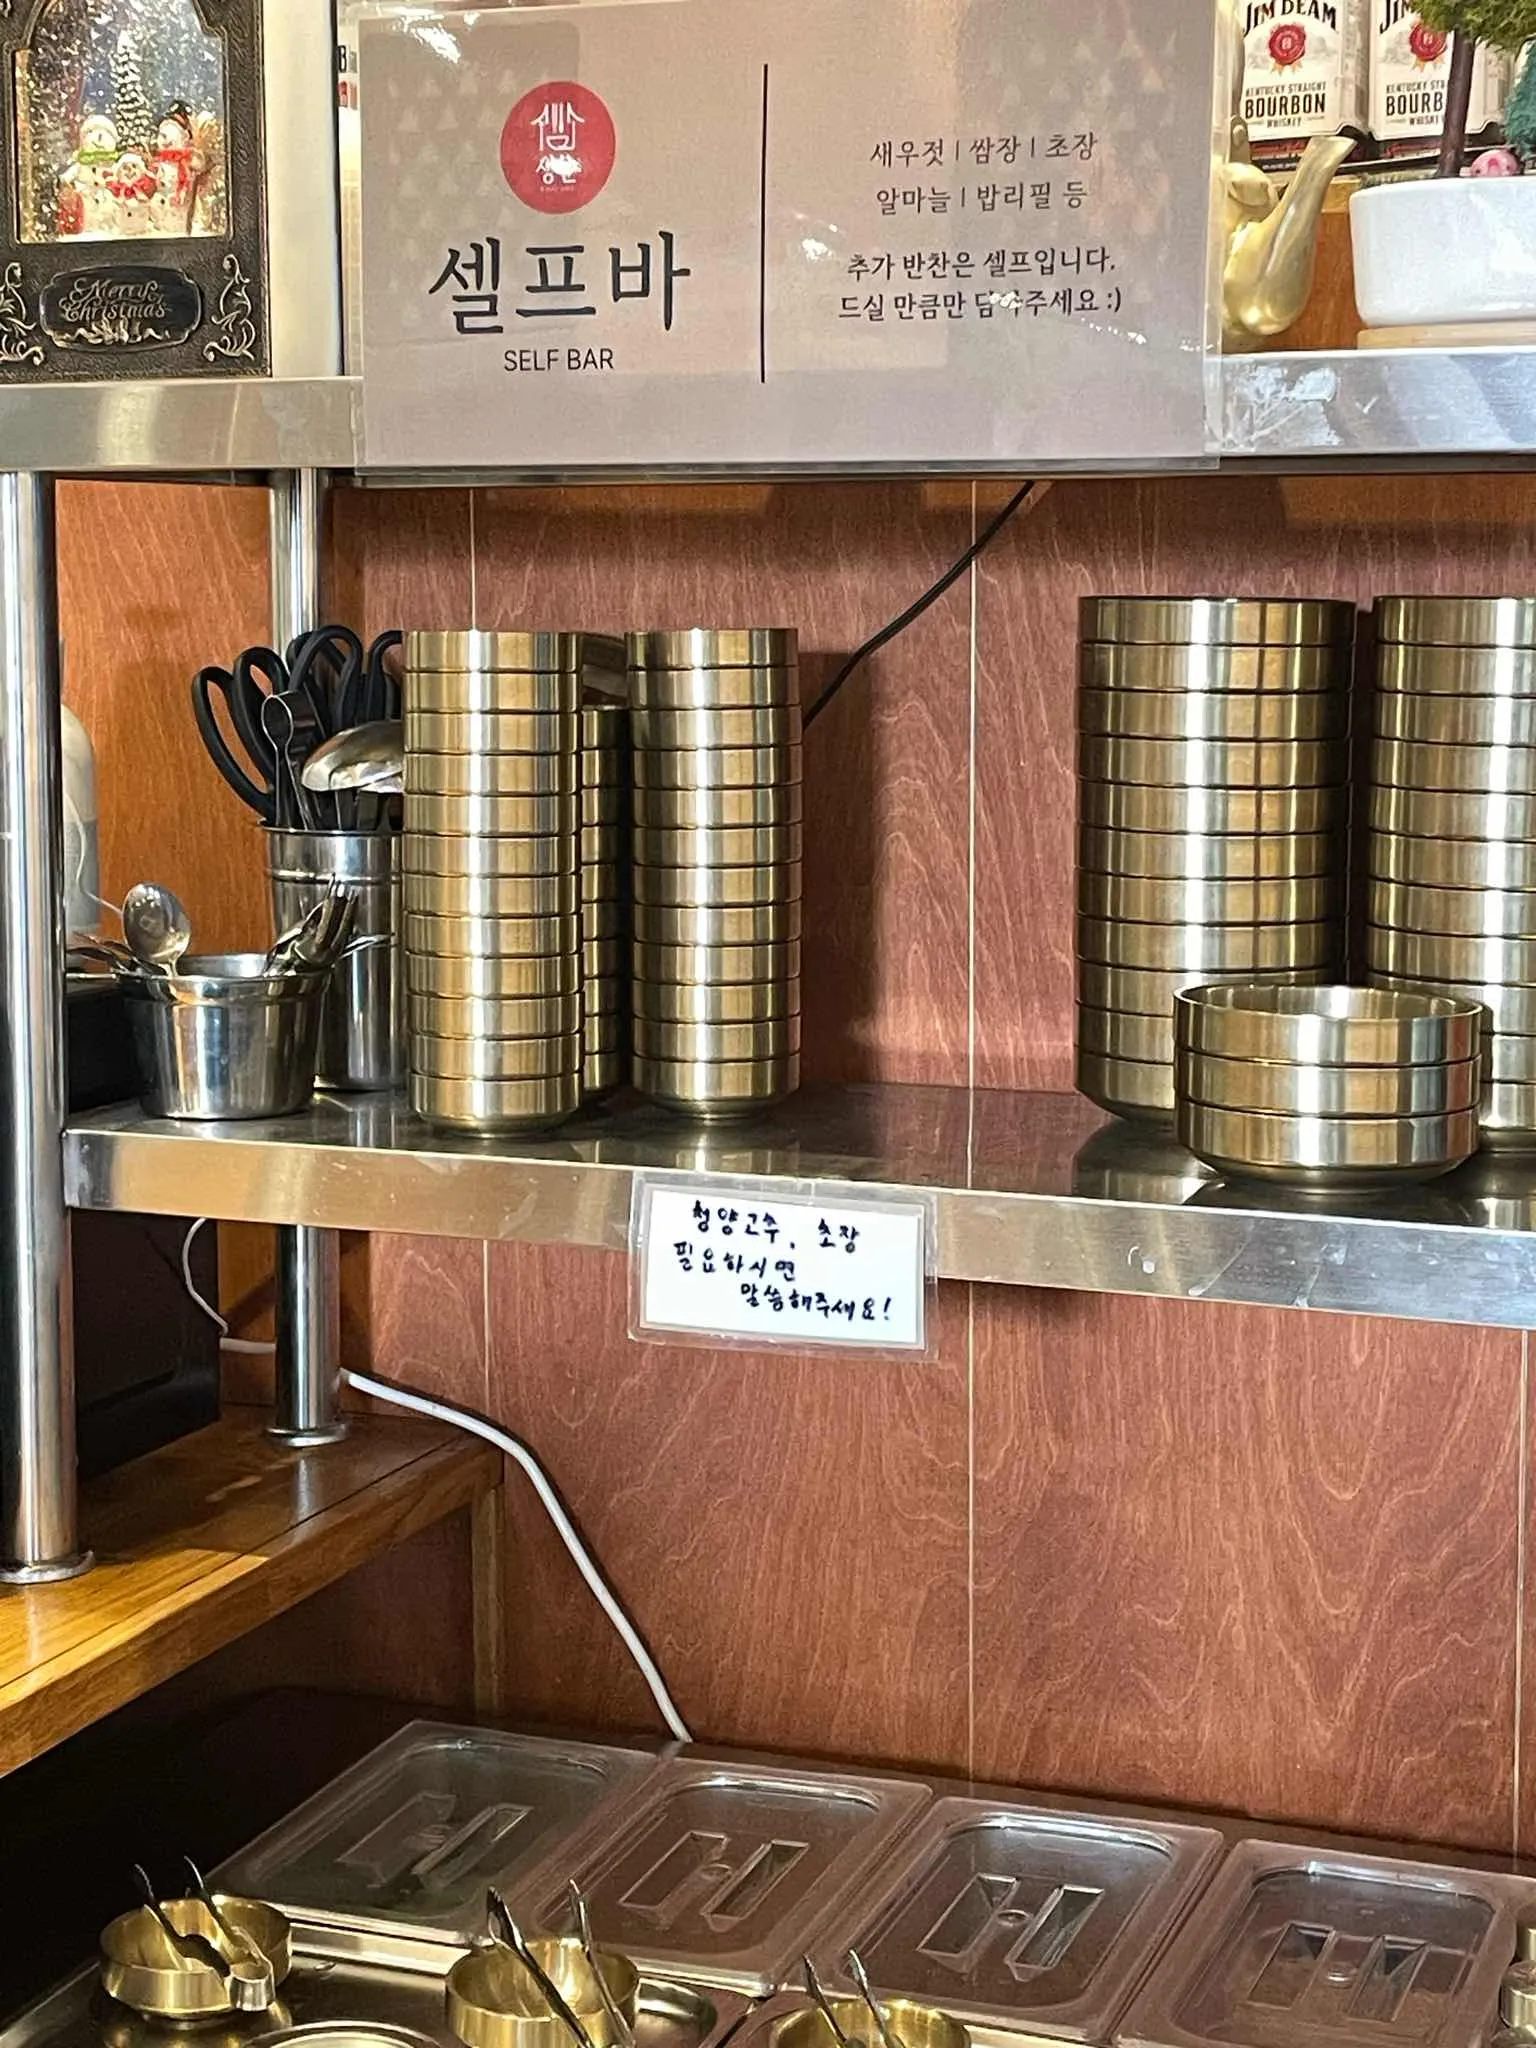 Merry
Christmas
셀프바
SELF BAR
새우젓 | 쌈장 | 초장
알마늘 | 밥리필 등
추가 반찬은 셀프입니다.
드실 만큼만 담아주세요 :)
JIM BEAM
KENTUCKY STRAIGHT
BOURBON
WHISKEY
청양고추, 초장
필요하시면
말씀해주세요!